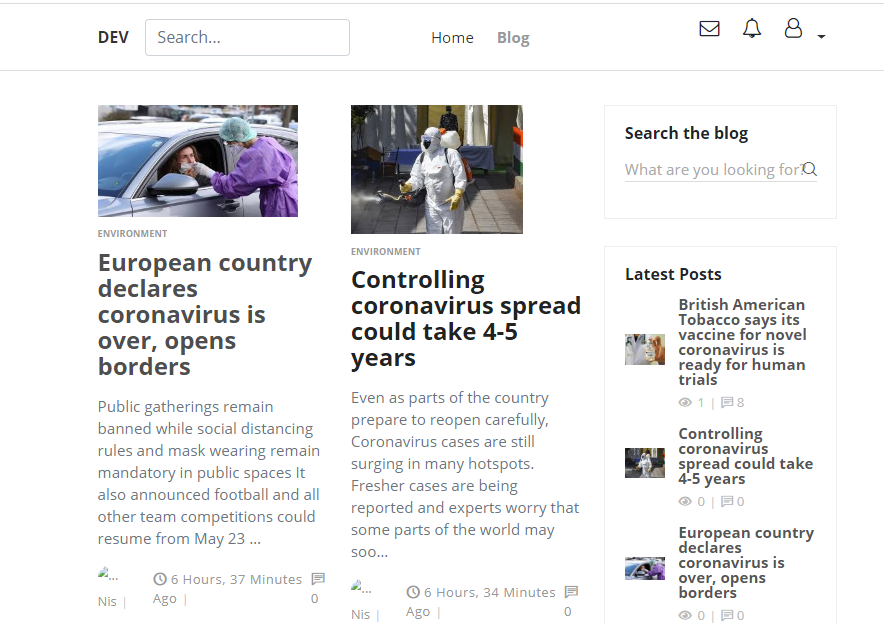 DEV Search... Home Blog
ENVIRONMENT
European country
declares
coronavirus is
over, opens
borders
Public gatherings remain
banned while social distancing
rules and mask wearing remain
mandatory in public spaces It
also announced football and all
other team competitions could
resume from May 23 ...
...
Nis |
6 Hours, 37 Minutes
Ago |
0
ENVIRONMENT
Controlling
coronavirus spread
could take 4-5
years
Even as parts of the country
prepare to reopen carefully,
Coronavirus cases are still
surging in many hotspots.
Fresher cases are being
reported and experts worry that
some parts of the world may
soo...
...
Nis |
6 Hours, 34 Minutes
Ago |
0
Search the blog
What are you looking for?
Latest Posts
British American
Tobacco says its
vaccine for novel
coronavirus is
ready for human
trials
1 | 8
Controlling
coronavirus
spread could take
4-5 years
0 | 0
European country
declares
coronavirus is
over, opens
borders
0 | 0